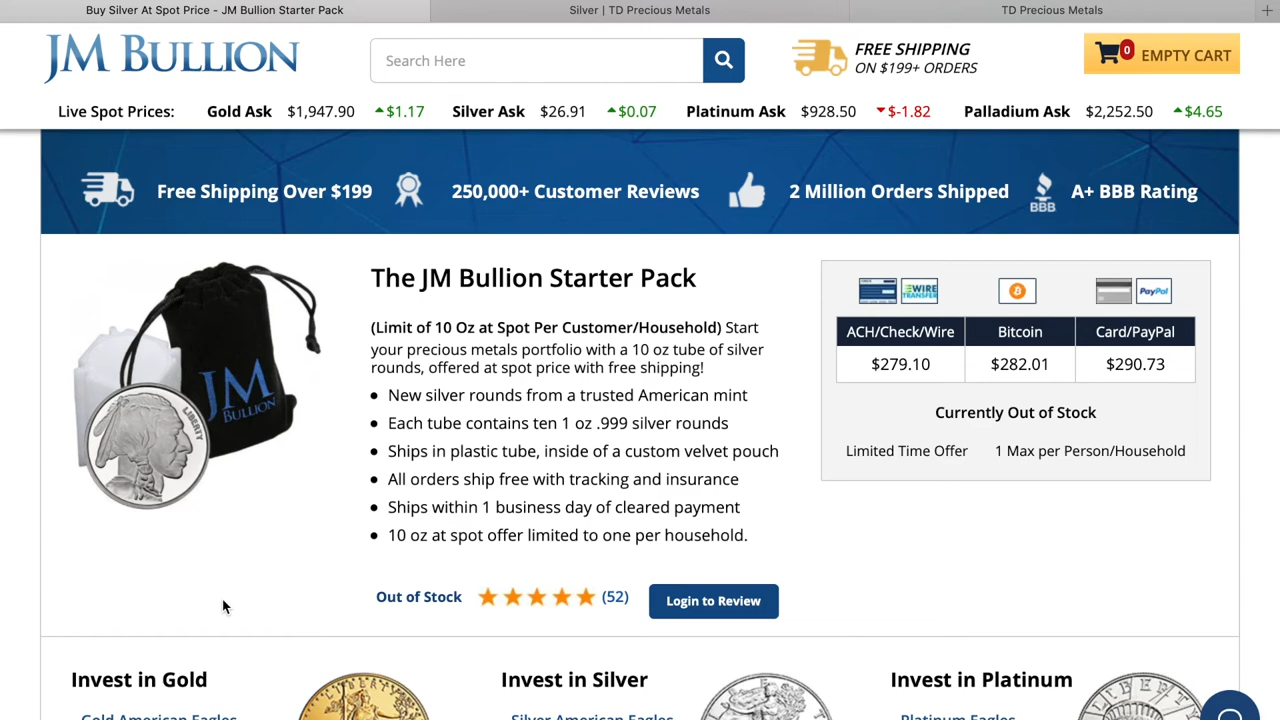 Buy Silver At Spot Price - JM Bullion Starter Pack
Silver | TD Precious Metals
TD Precious Metals
JM BULLION
Search Here
FREE SHIPPING
ON $199+ ORDERS
0
EMPTY CART
Live Spot Prices: Gold Ask $1,947.90 $1.17 Silver Ask $26.91 $0.07 Platinum Ask $928.50 $-1.82 Palladium Ask $2,252.50 $4.65
Free Shipping Over $199
250,000+ Customer Reviews
2 Million Orders Shipped
BBB
A+ BBB Rating
JM
BULLION
LIBERTY
The JM Bullion Starter Pack
(Limit of 10 Oz at Spot Per Customer/Household) Start
your precious metals portfolio with a 10 oz tube of silver
rounds, offered at spot price with free shipping!
• New silver rounds from a trusted American mint
• Each tube contains ten 1 oz .999 silver rounds
• Ships in plastic tube, inside of a custom velvet pouch
• All orders ship free with tracking and insurance
• Ships within 1 business day of cleared payment
• 10 oz at spot offer limited to one per household.
Out of Stock
(52)
Login to Review
WIRE
TRANSFER
PayPal
ACH/Check/Wire Bitcoin Card/PayPal
$279.10 $282.01 $290.73
Currently Out of Stock
Limited Time Offer 1 Max per Person/Household
Invest in Gold
Gold American Eagles
Invest in Silver
Silver American Eagles
Invest in Platinum
Platinum Eagles